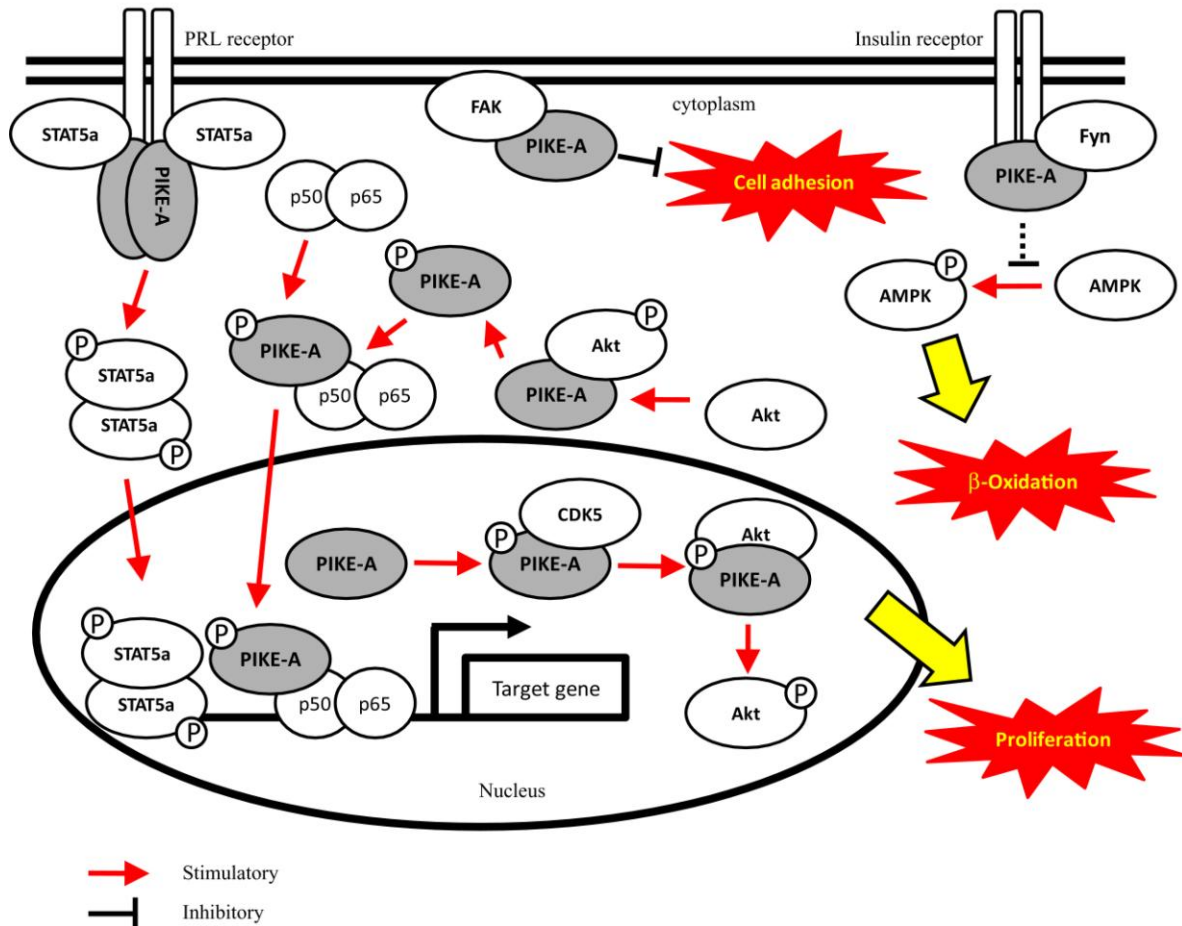 PRL receptor
Insulin receptor
STAT5a
STAT5a
PIKE-A
FAK
PIKE-A
cytoplasm
Cell adhesion
Fyn
PIKE-A
p50
p65
P
PIKE-A
P
AMPK
AMPK
P
PIKE-A
p50
p65
P
Akt
PIKE-A
Akt
P
STAT5a
STAT5a
P
β-Oxidation
PIKE-A
CDK5
P
PIKE-A
Akt
P
PIKE-A
P
STAT5a
STAT5a
P
P
PIKE-A
p50
p65
Target gene
Akt
P
Proliferation
Nucleus
Stimulatory
Inhibitory